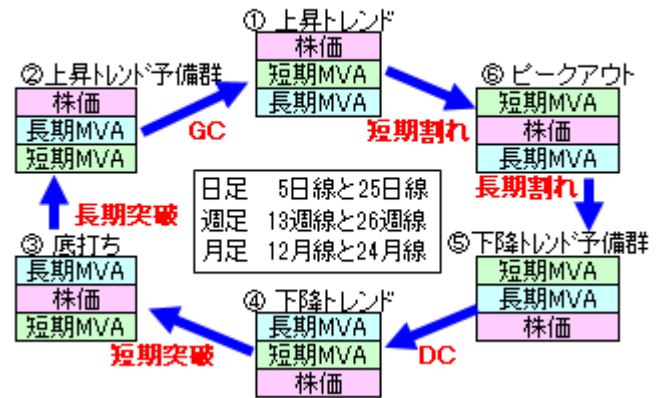 ① 上昇トレンド
株価
短期MVA
長期MVA
②上昇トレンド予備群
株価
長期MVA
短期MVA
GC
短期割れ
⑥ ピークアウト
短期MVA
株価
長期MVA
長期割れ
長期突破
日足 5日線と25日線
週足 13週線と26週線
月足 12月線と24月線
③ 底打ち
長期MVA
株価
短期MVA
⑤下降トレンド予備群
短期MVA
長期MVA
株価
④ 下降トレンド
長期MVA
短期MVA
株価
短期突破
DC